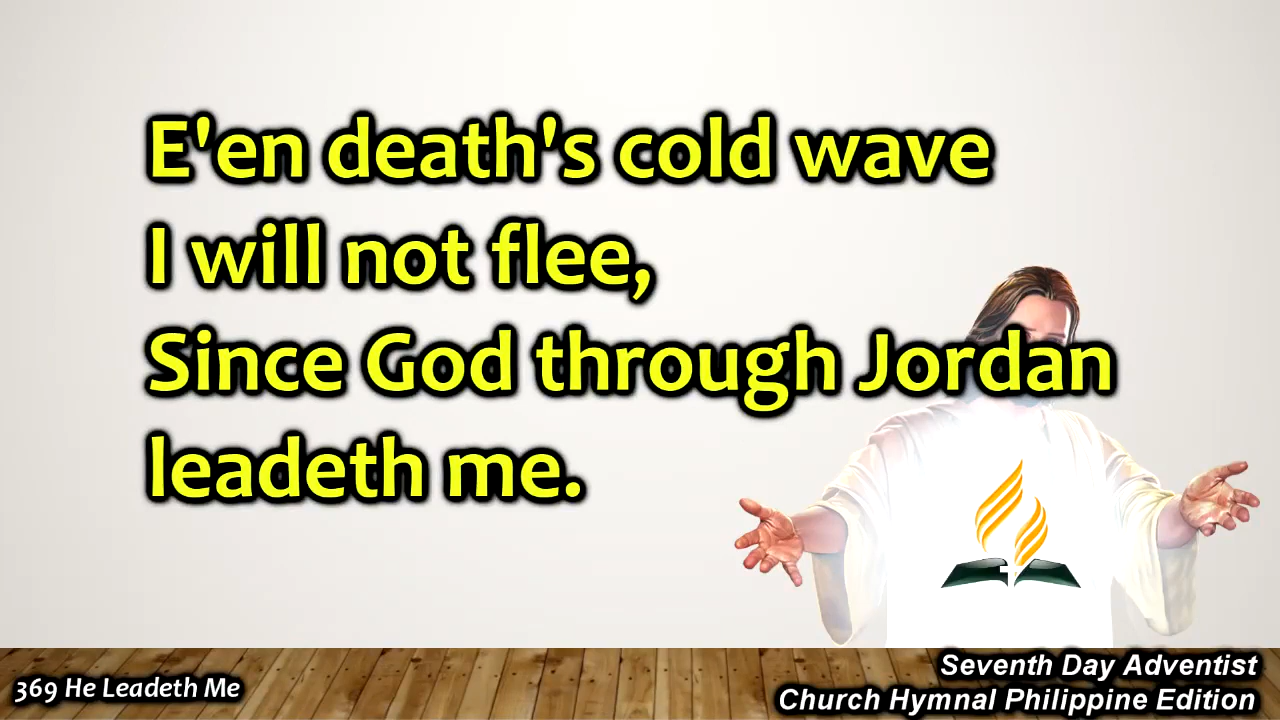 E'en death's cold wave
I will not flee,
Since God through Jordan
leadeth me.
369 He Leadeth Me
Seventh Day Adventist
Church Hymnal Philippine Edition